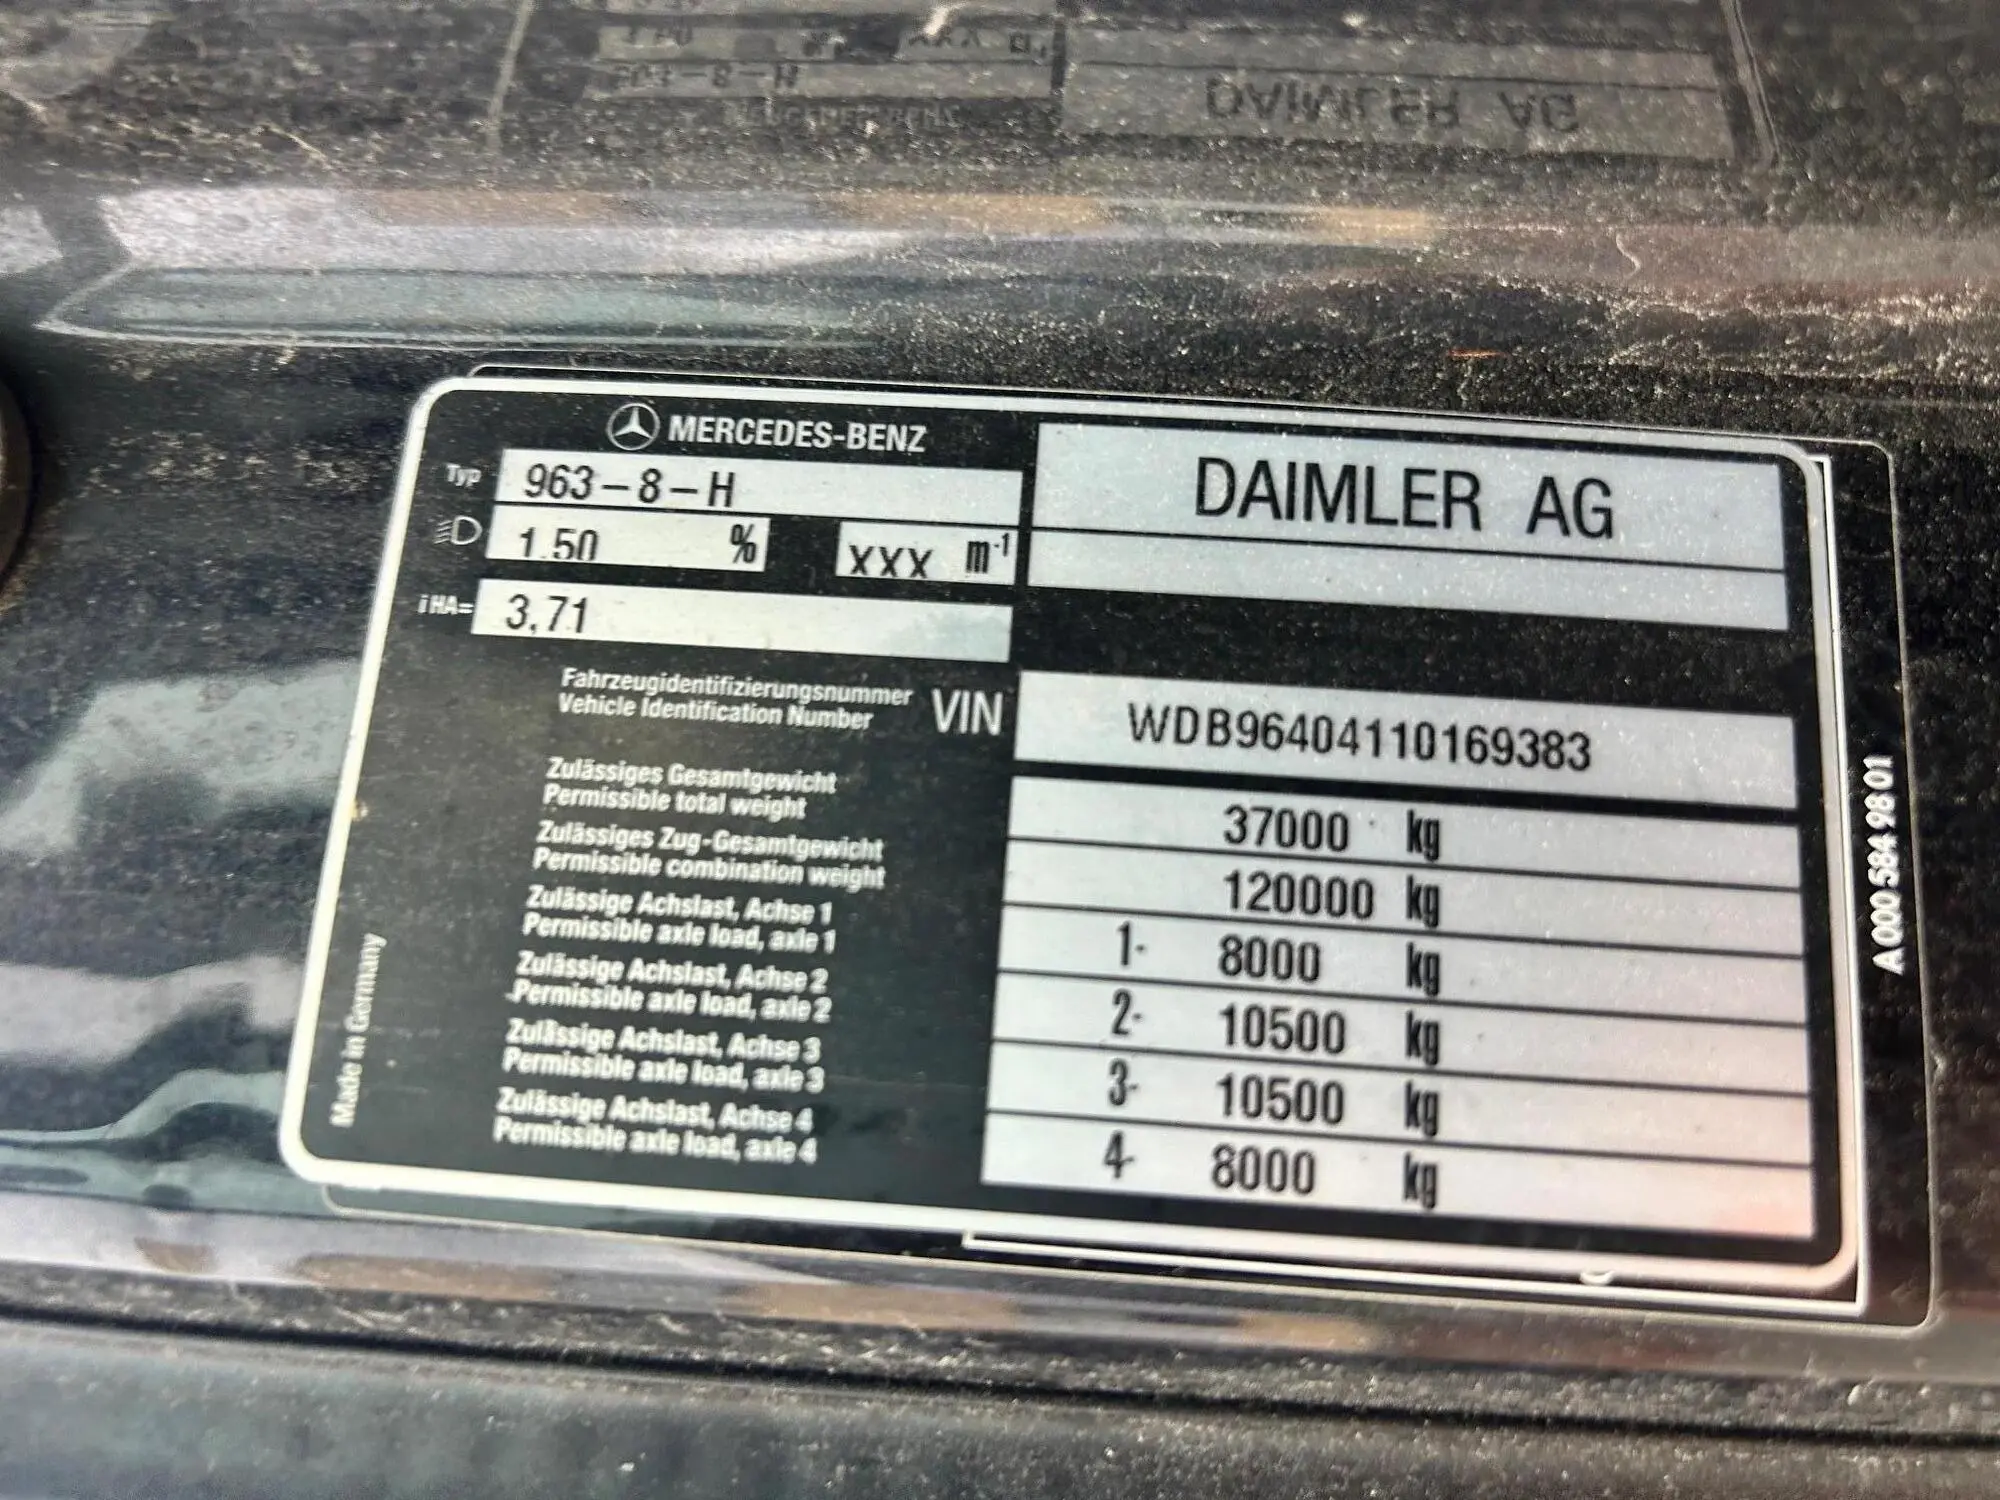 MERCEDES-BENZ
Typ 963-8-H
DAIMLER AG
1.50 % xxx m-1
iHA= 3,71
Fahrzeugidentifizierungsnummer
Vehicle Identification Number
VIN WDB96404110169383
Zulässiges Gesamtgewicht
Permissible total weight
37000 kg
Zulässiges Zug-Gesamtgewicht
Permissible combination weight
120000 kg
Zulässige Achslast, Achse 1
Permissible axle load, axle 1
1- 8000 kg
Zulässige Achslast, Achse 2
Permissible axle load, axle 2
2- 10500 kg
Zulässige Achslast, Achse 3
Permissible axle load, axle 3
3- 10500 kg
Zulässige Achslast, Achse 4
Permissible axle load, axle 4
4- 8000 kg
Made in Germany
A 000 584 98 01